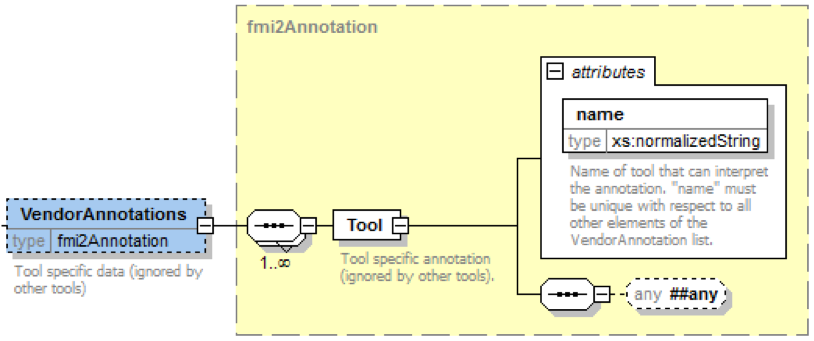 fmi2Annotation
attributes
name
type xs:normalizedString
Name of tool that can interpret
the annotation. "name" must
be unique with respect to all
other elements of the
VendorAnnotation list.
VendorAnnotations
type fmi2Annotation
Tool specific data (ignored by
other tools)
1..∞
Tool
Tool specific annotation
(ignored by other tools).
any ##any